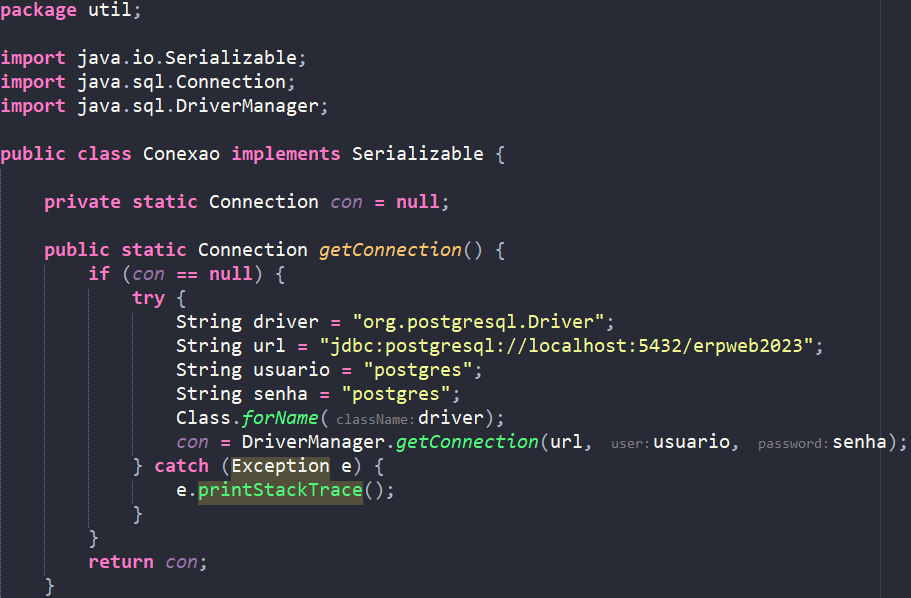 package util;
import java.io.Serializable;
import java.sql.Connection;
import java.sql.DriverManager;
public class Conexao implements Serializable {
private static Connection con = null;
public static Connection getConnection() {
if (con == null) {
try {
String driver = "org.postgresql.Driver";
String url = "jdbc:postgresql://localhost:5432/erpweb2023";
String usuario = "postgres";
String senha = "postgres";
Class.forName( className: driver);
con = DriverManager.getConnection(url, user: usuario, password: senha);
} catch (Exception e) {
e.printStackTrace();
}
}
return con;
}